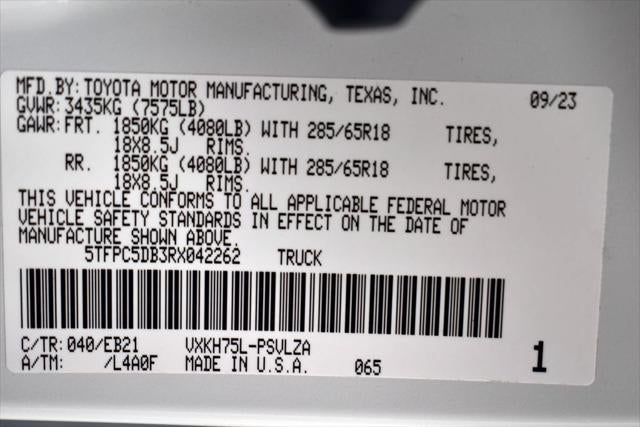 MFD.BY:TOYOTA MOTOR MANUFACTURING, TEXAS, INC. 09/23
GVWR:3435KG (7575LB)
GAWR:FRT. 1850KG (4080LB) WITH 285/65R18 TIRES,
18X8.5J RIMS.
RR. 1850KG (4080LB) WITH 285/65R18 TIRES,
18X8.5J RIMS.
THIS VEHICLE CONFORMS TO ALL APPLICABLE FEDERAL MOTOR
VEHICLE SAFETY STANDARDS IN EFFECT ON THE DATE OF
MANUFACTURE SHOWN ABOVE.
5TFPC5DB3RX042262 TRUCK
C/TR:040/EB21 VXKH75L-PSVLZA
A/TM: /L4A0F MADE IN U.S.A. 065 1